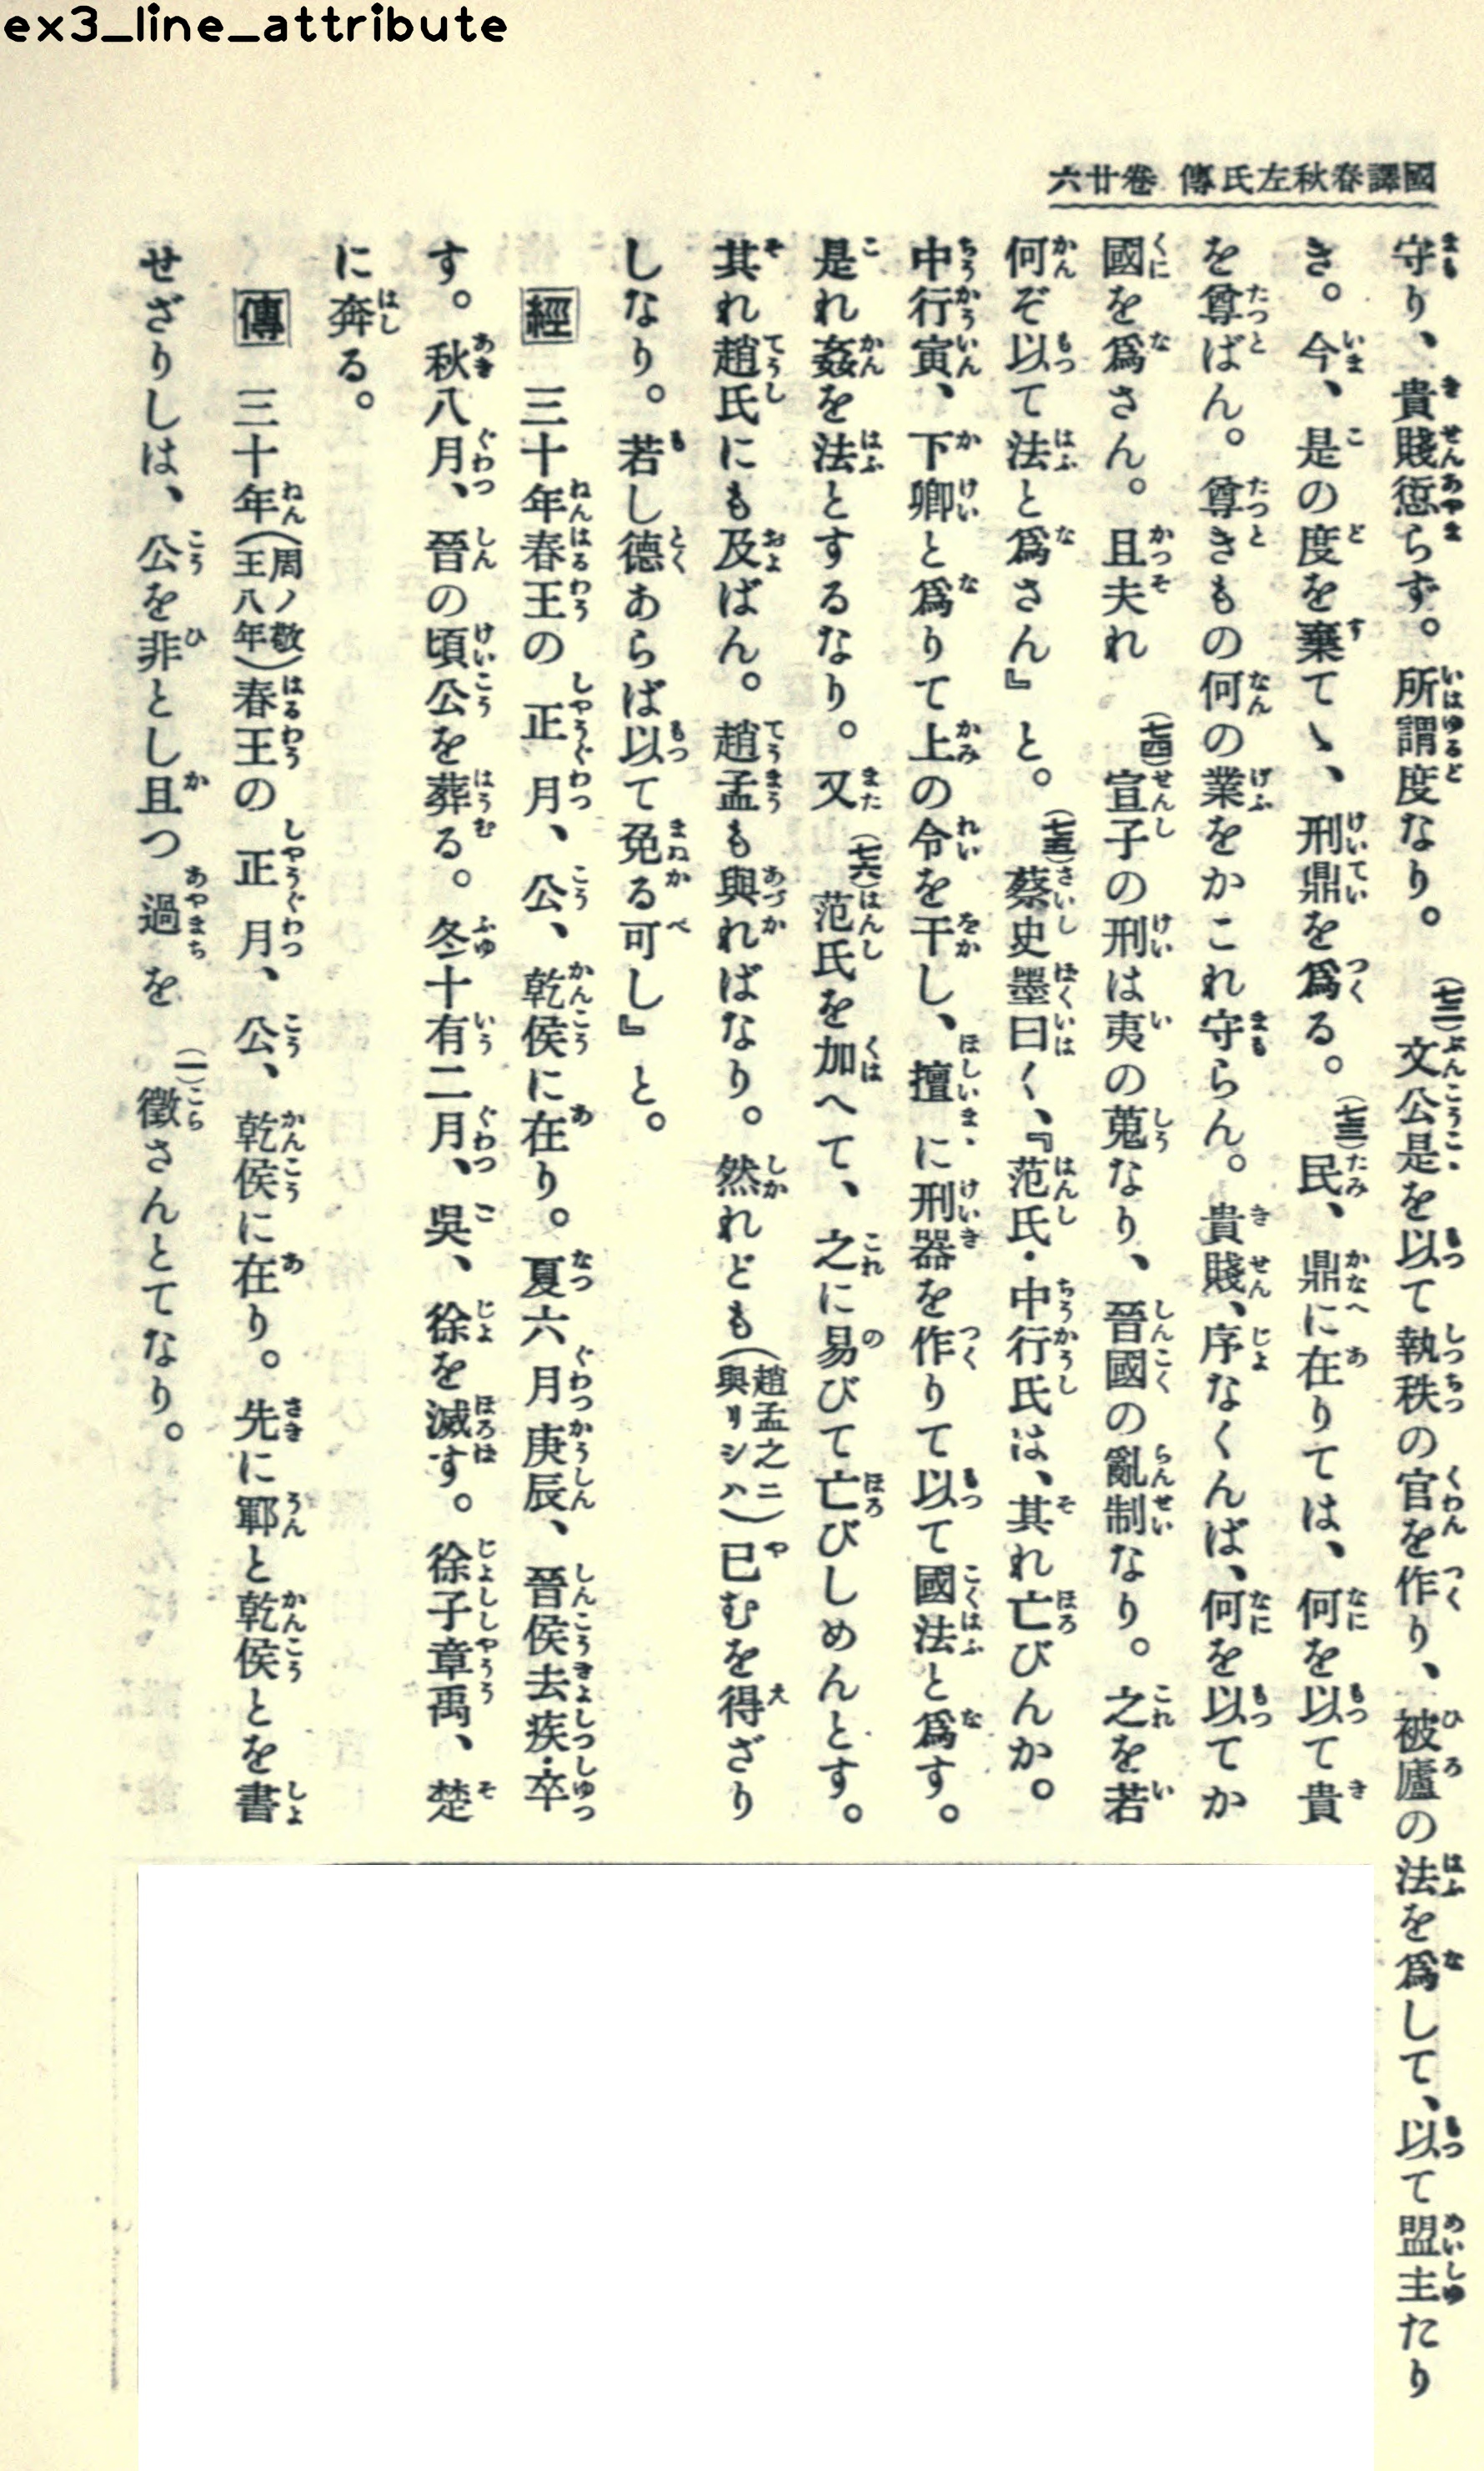 ex3_line_attribute
國譯春秋左氏傳 卷廿六
守り、貴賤愆らず。所謂度なり。(七二)文公是を以て執秩の官を作り、被廬の法を爲して、以て盟主たり
き。今、是の度を棄てゝ、刑鼎を爲る。(七三)民、鼎に在りては、何を以て貴
を尊ばん。尊きもの何の業をかこれ守らん。貴賤、序なくんば、何を以てか
國を爲さん。且夫れ(七四)宣子の刑は夷の蒐なり、晉國の亂制なり。之を若
何ぞ以て法と爲さん』と。(七五)蔡史墨曰く、『范氏・中行氏は、其れ亡びんか。
中行寅、下卿と爲りて上の令を干し、擅に刑器を作りて以て國法と爲す。
是れ姦を法とするなり。又(七六)范氏を加へて、之に易びて亡びしめんとす。
其れ趙氏にも及ばん。趙孟も與ればなり。然れども(趙孟之ニ與リシハ)已むを得ざり
しなり。若し德あらば以て免る可し』と。
經 三十年春王の正月、公、乾侯に在り。夏六月庚辰、晉侯去疾・卒
す。秋八月、晉の頃公を葬る。冬十有二月、吳、徐を滅す。徐子章禹、楚
に奔る。
傳 三十年(周ノ敬王八年)春王の正月、公、乾侯に在り。先に鄆と乾侯とを書
せざりしは、公を非とし且つ過を(一)徵さんとてなり。